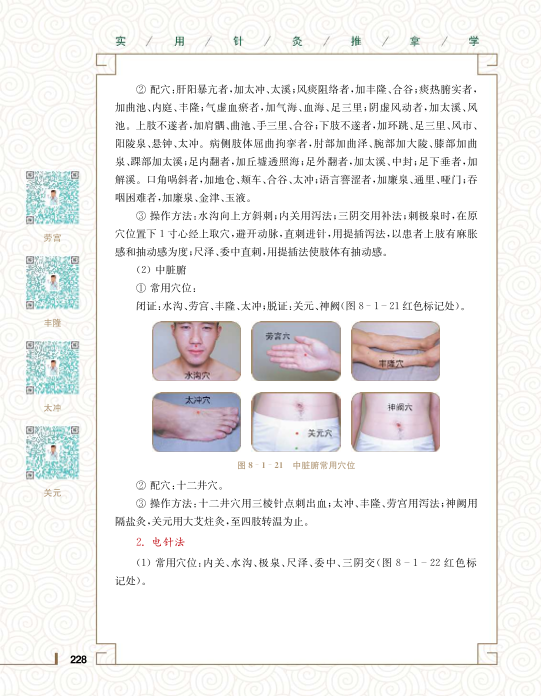 实 / 用 / 针 / 灸 / 推 / 拿 / 学
② 配穴:肝阳暴亢者,加太冲、太溪;风痰阻络者,加丰隆、合谷;痰热腑实者,
加曲池、内庭、丰隆;气虚血瘀者,加气海、血海、足三里;阴虚风动者,加太溪、风
池。上肢不遂者,加肩髃、曲池、手三里、合谷;下肢不遂者,加环跳、足三里、风市、
阳陵泉、悬钟、太冲。病侧肢体屈曲拘挛者,肘部加曲泽、腕部加大陵、膝部加曲
泉、踝部加太溪;足内翻者,加丘墟透照海;足外翻者,加太溪、中封;足下垂者,加
解溪。口角㖞斜者,加地仓、颊车、合谷、太冲;语言謇涩者,加廉泉、通里、哑门;吞
咽困难者,加廉泉、金津、玉液。
③ 操作方法:水沟向上方斜刺;内关用泻法;三阴交用补法;刺极泉时,在原
穴位置下 1 寸心经上取穴,避开动脉,直刺进针,用提插泻法,以患者上肢有麻胀
感和抽动感为度;尺泽、委中直刺,用提插法使肢体有抽动感。
(2) 中脏腑
① 常用穴位:
闭证:水沟、劳宫、丰隆、太冲;脱证:关元、神阙(图 8-1-21 红色标记处)。
水沟穴
劳宫穴
丰隆穴
太冲穴
关元穴
神阙穴
图 8-1-21 中脏腑常用穴位
② 配穴:十二井穴。
③ 操作方法:十二井穴用三棱针点刺出血;太冲、丰隆、劳宫用泻法;神阙用
隔盐灸,关元用大艾炷灸,至四肢转温为止。
2. 电针法
(1) 常用穴位:内关、水沟、极泉、尺泽、委中、三阴交(图 8-1-22 红色标
记处)。
劳宫
丰隆
太冲
关元
228